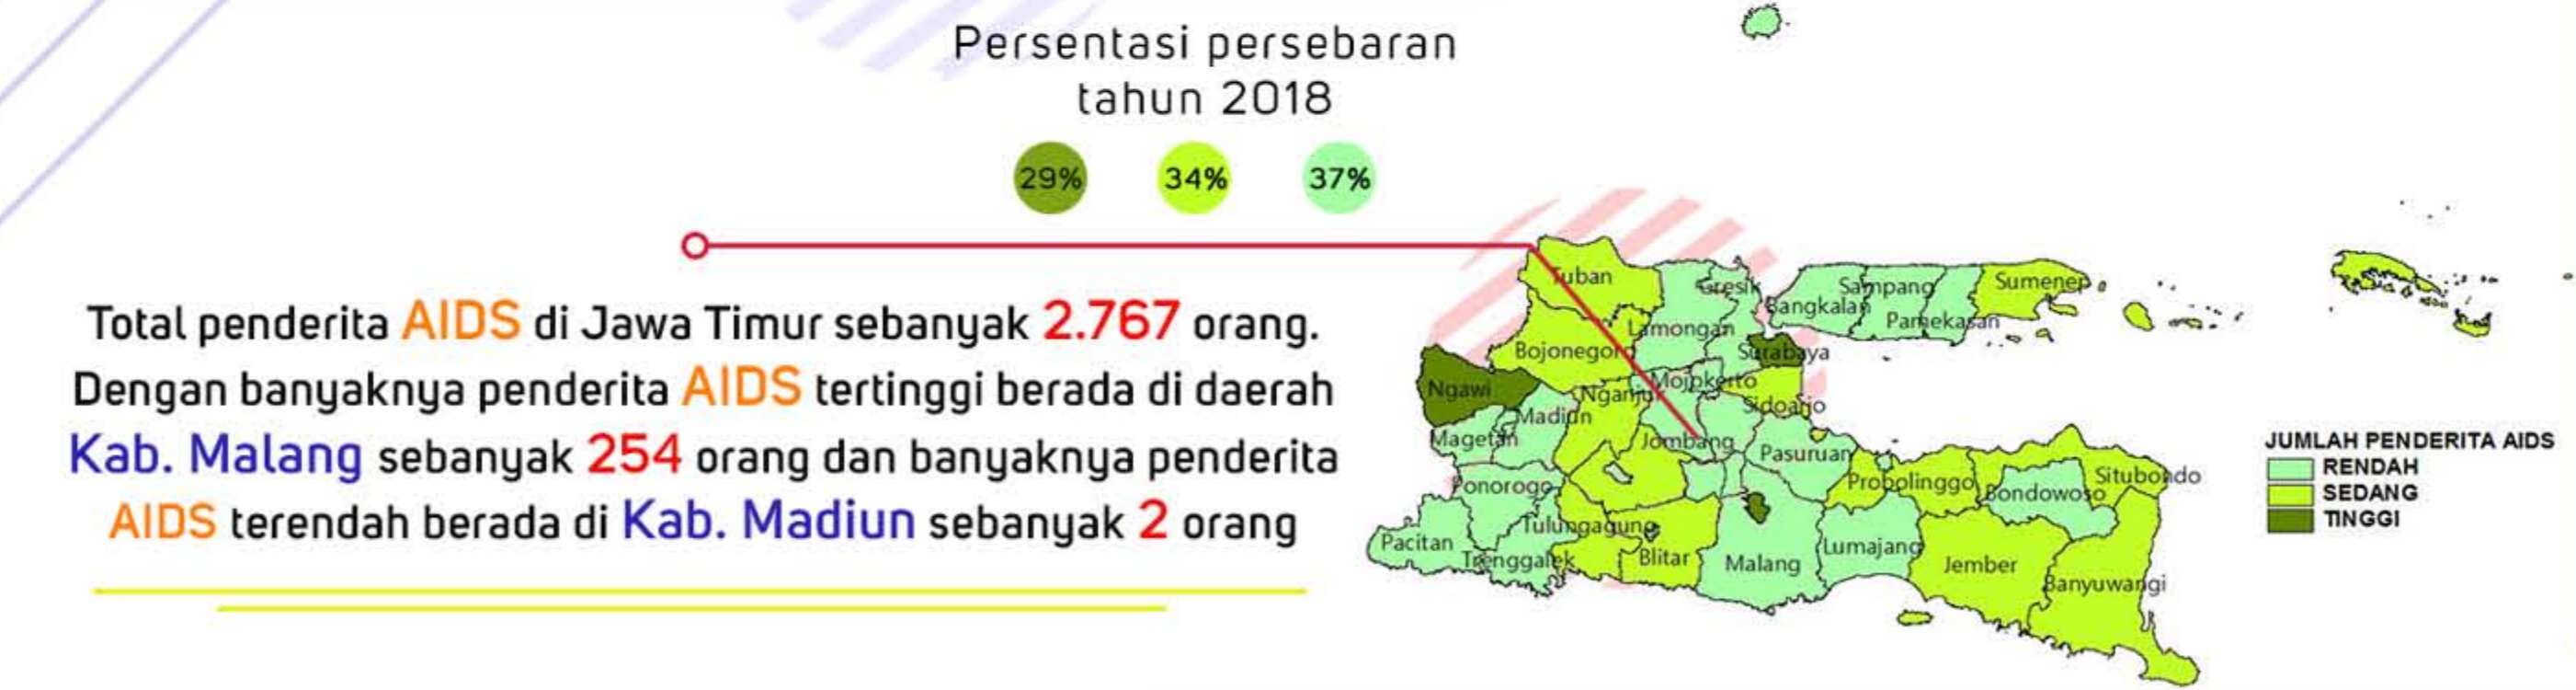 Persentasi persebaran
tahun 2018
29% 34% 37%
Total penderita AIDS di Jawa Timur sebanyak 2.767 orang.
Dengan banyaknya penderita AIDS tertinggi berada di daerah
Kab. Malang sebanyak 254 orang dan banyaknya penderita
AIDS terendah berada di Kab. Madiun sebanyak 2 orang
Tuban
Gresik
Sampang
Sumenep
Bangkalan
Pamekasan
Lamongan
Bojonegoro
Surabaya
Ngawi
Mojokerto
Nganjuk
Sidoarjo
Madiun
Magetan
Jombang
Pasuruan
Ponorogo
Probolinggo
Situbondo
Bondowoso
Tulungagung
Pacitan
Trenggalek
Blitar
Malang
Lumajang
Jember
Banyuwangi
JUMLAH PENDERITA AIDS
RENDAH
SEDANG
TINGGI